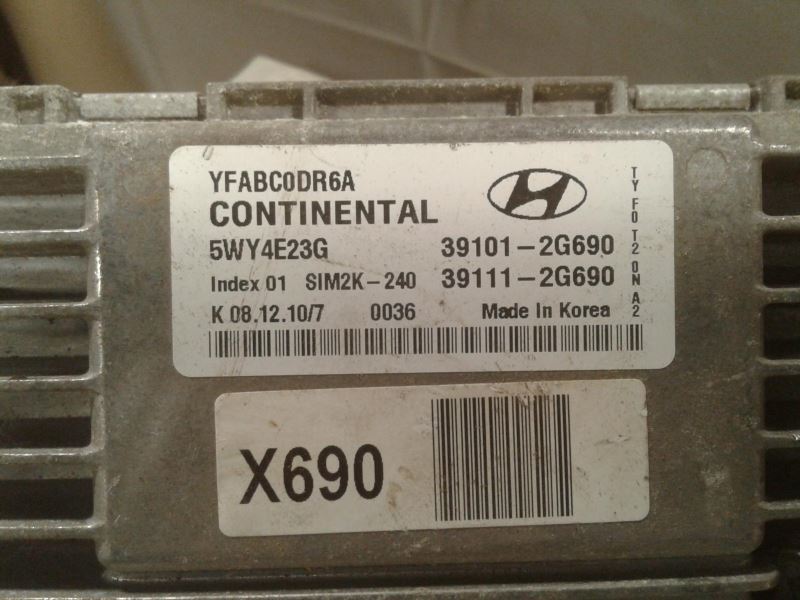 YFABC0DR6A
CONTINENTAL
5WY4E23G 39101-2G690
Index 01 SIM2K-240 39111-2G690
K 08.12.10/7 0036 Made In Korea
TY F0 T2 0N A2
X690